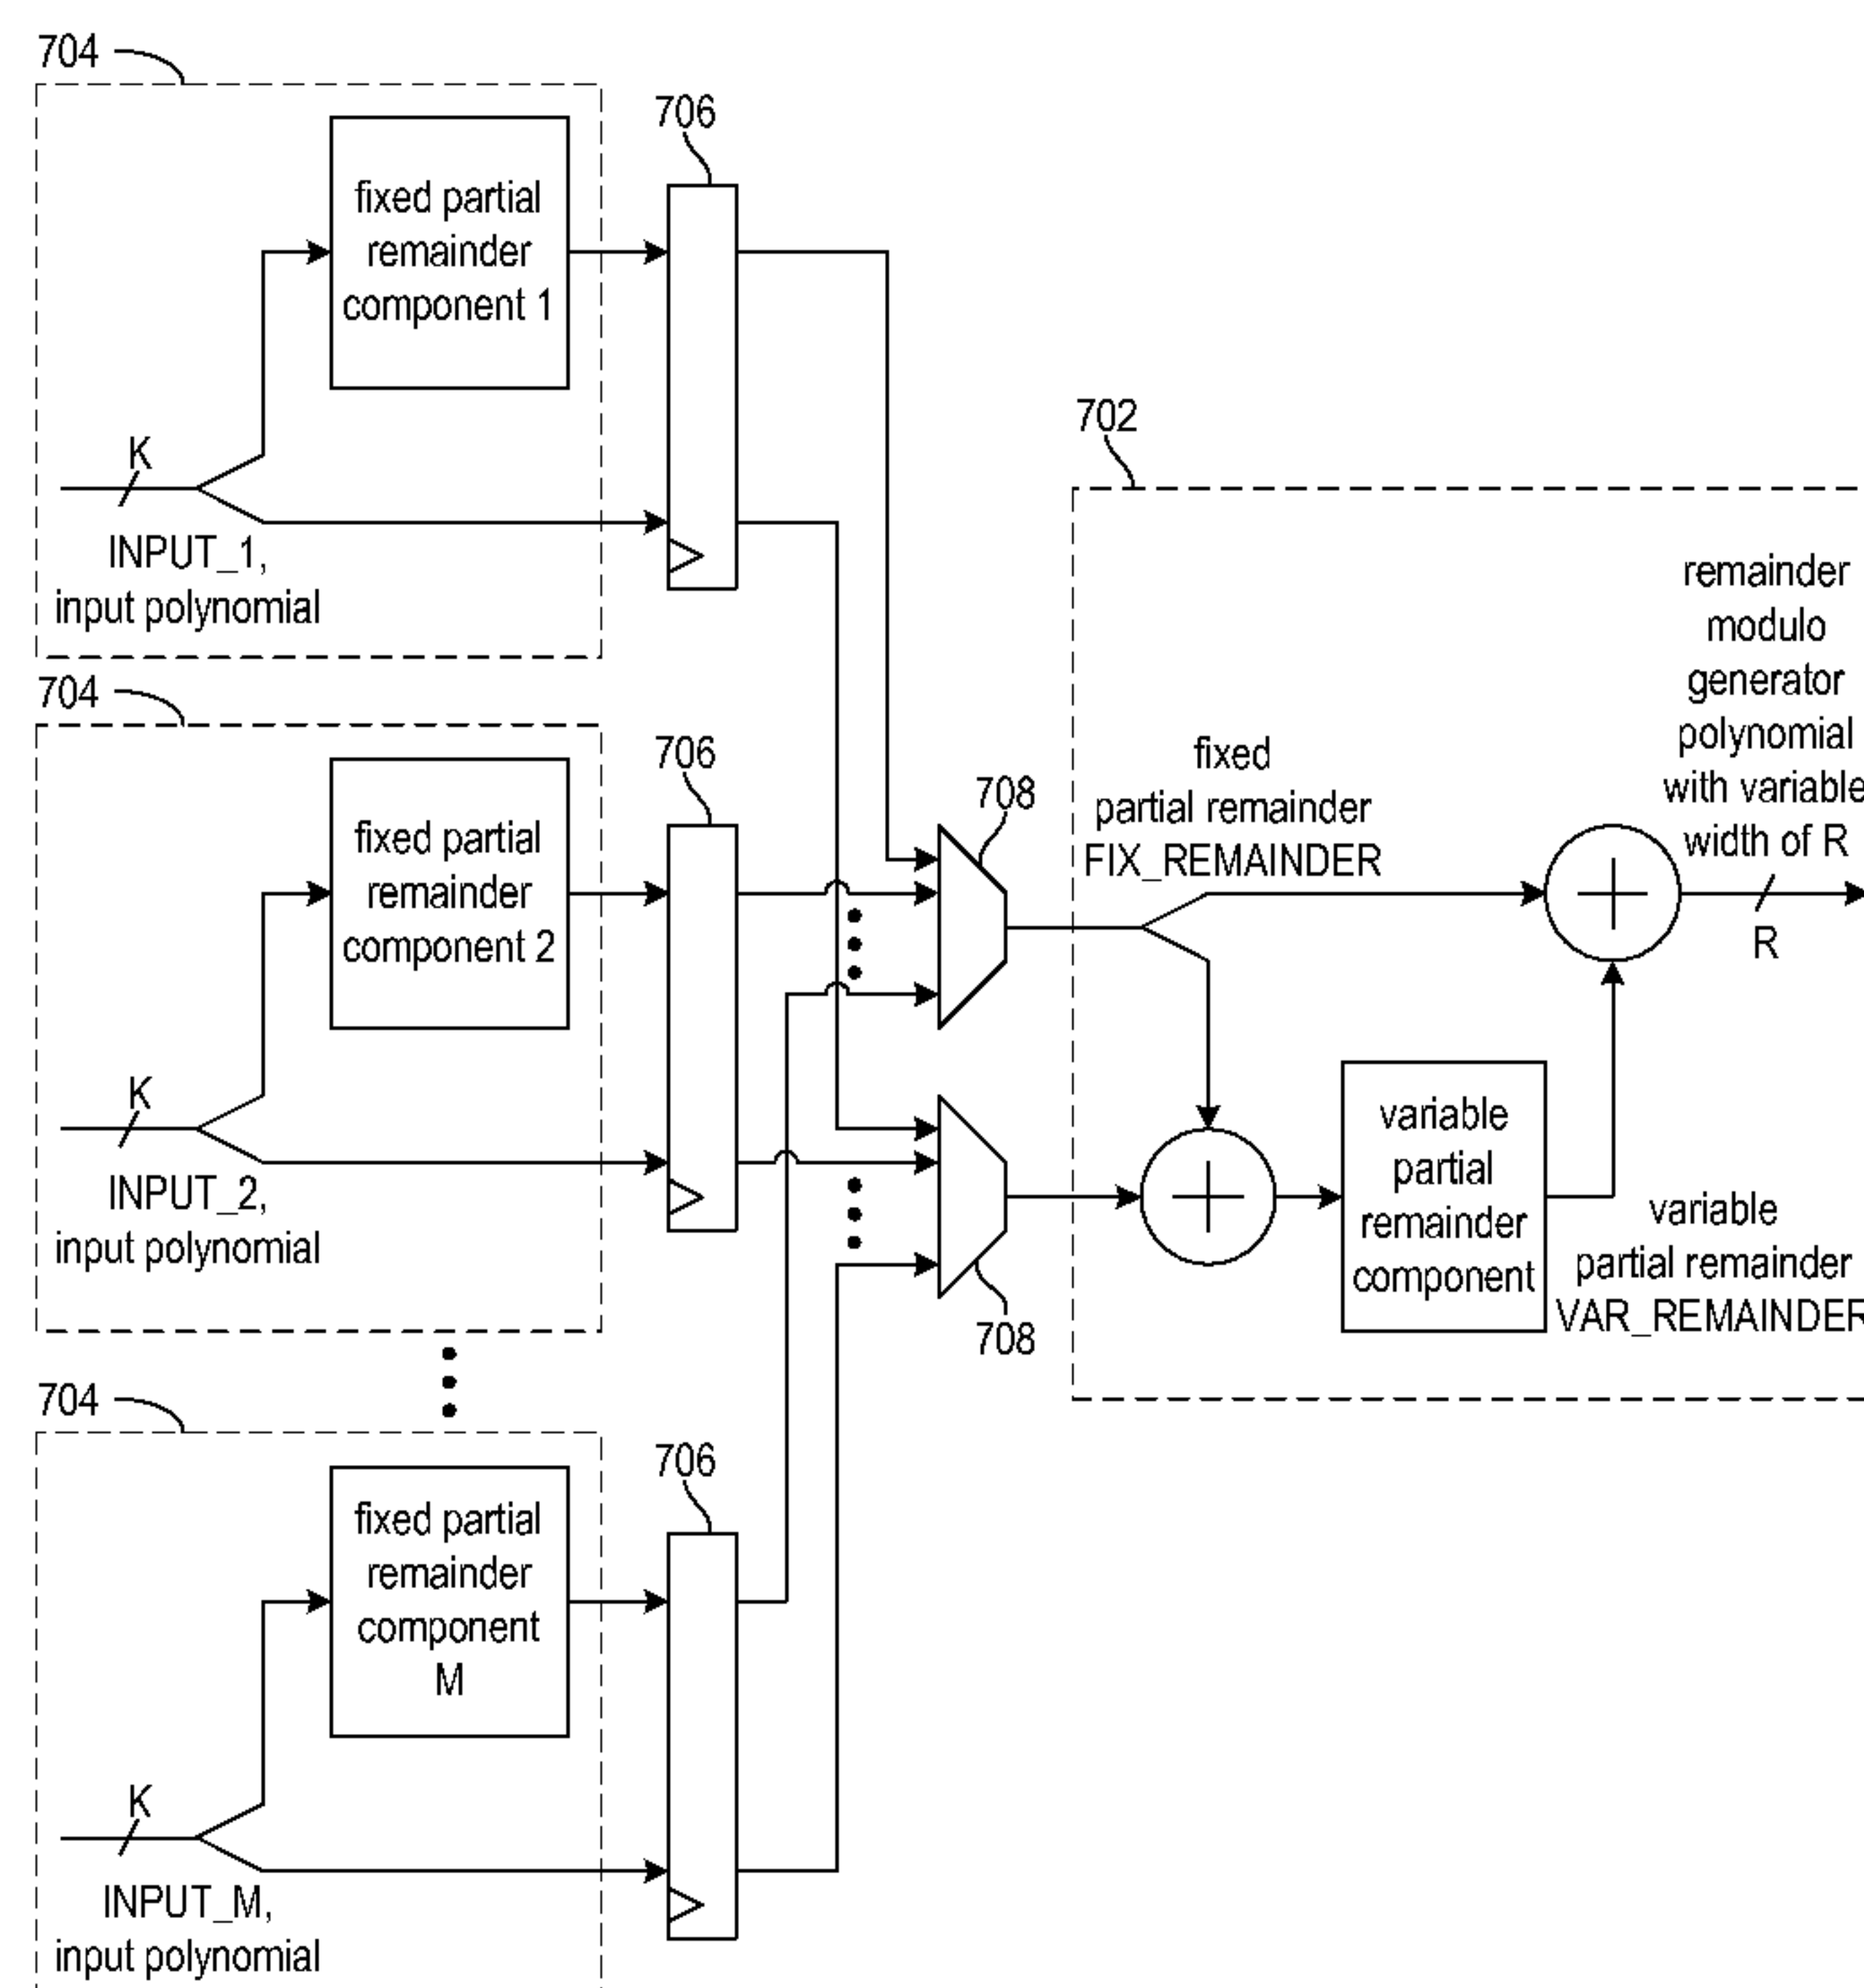 704
fixed partial
remainder
component 1
K
INPUT_1,
input polynomial
706
704
fixed partial
remainder
component 2
K
INPUT_2,
input polynomial
706
704
fixed partial
remainder
component
M
K
INPUT_M,
input polynomial
706
708
708
702
fixed
partial remainder
FIX_REMAINDER
variable
partial
remainder
component
variable
partial remainder
VAR_REMAINDER
remainder
modulo
generator
polynomial
with variable
width of R
R